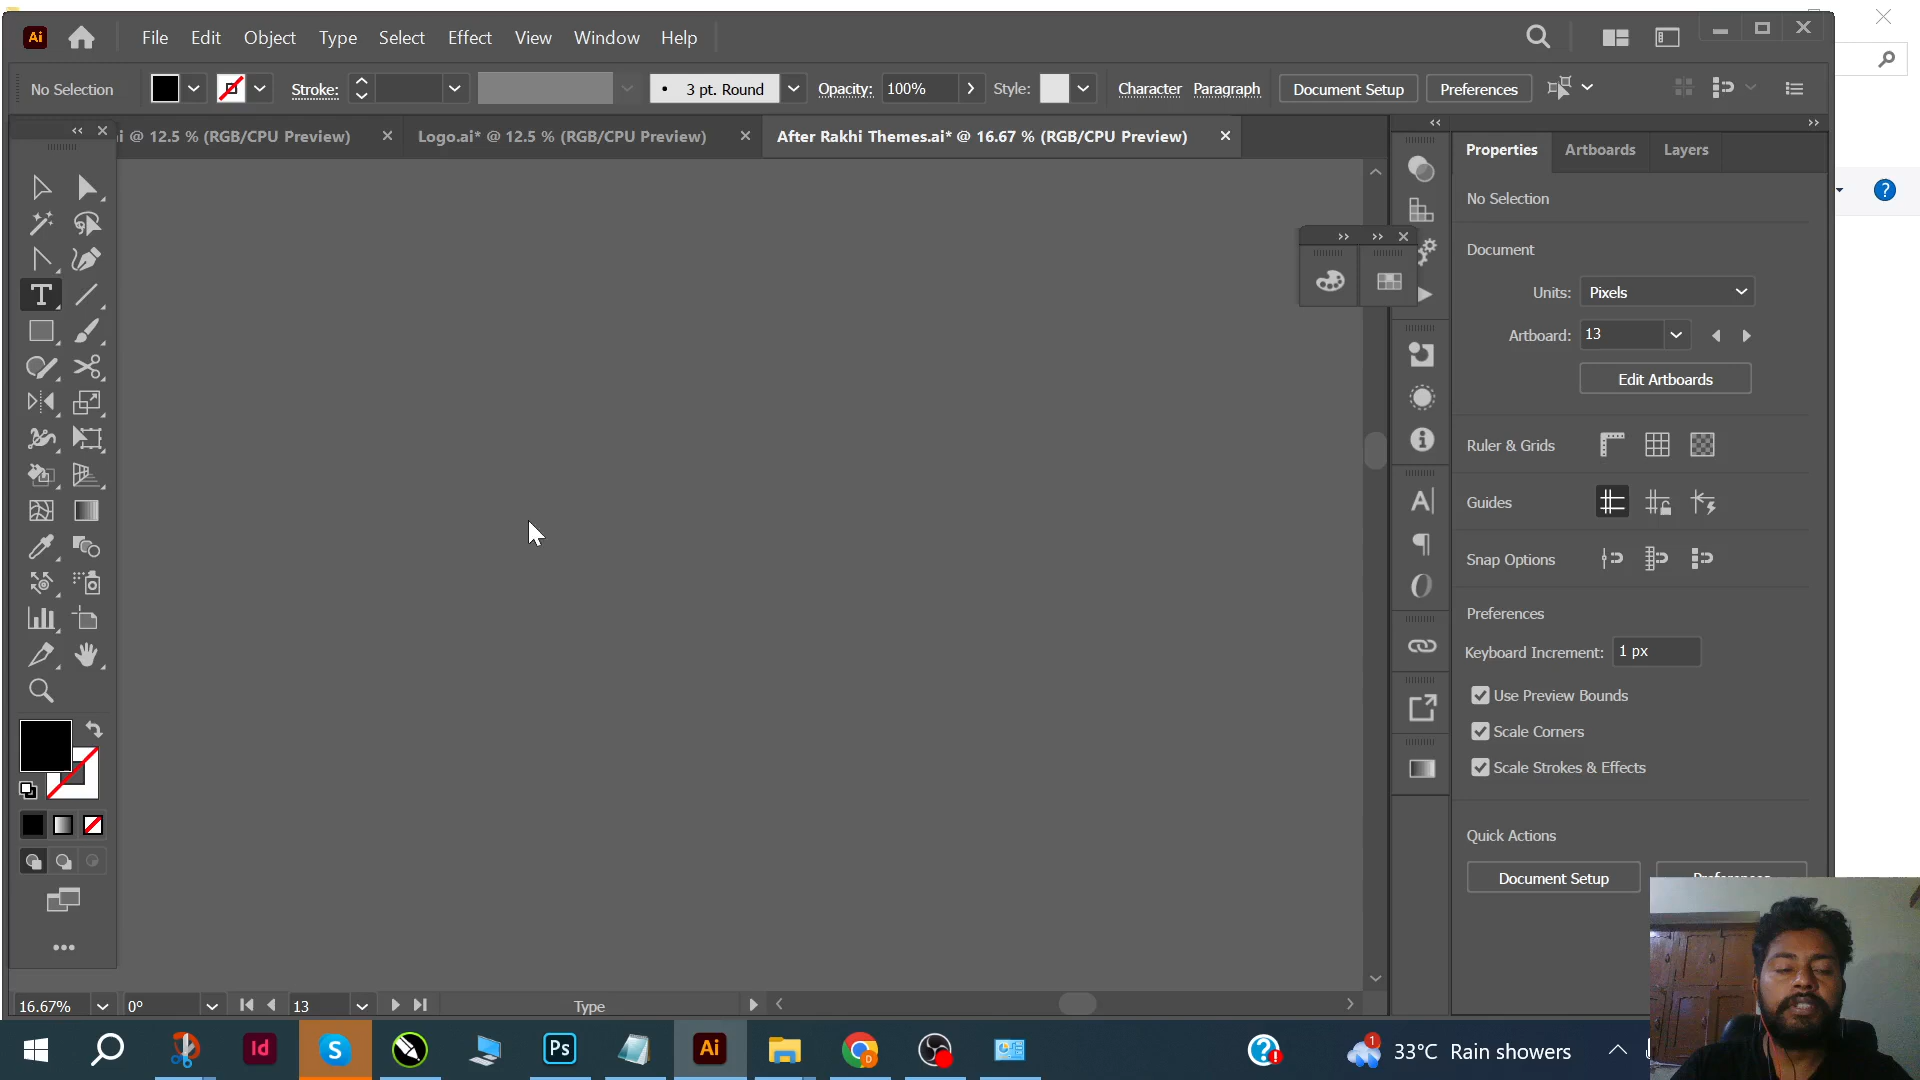 Ai File Edit Object Type Select Effect View Window Help
No Selection Stroke: 3 pt. Round Opacity: 100% Style: Character Paragraph Document Setup Preferences
i @ 12.5 % (RGB/CPU Preview) Logo.ai* @ 12.5 % (RGB/CPU Preview) After Rakhi Themes.ai* @ 16.67 % (RGB/CPU Preview)
Properties Artboards Layers
No Selection
Document
Units: Pixels
Artboard: 13
Edit Artboards
Ruler & Grids
Guides
Snap Options
Preferences
Keyboard Increment: 1 px
Use Preview Bounds
Scale Corners
Scale Strokes & Effects
Quick Actions
Document Setup Preferences
16.67% 0° 13 Type
Id S Ps Ai 1 33°C Rain showers